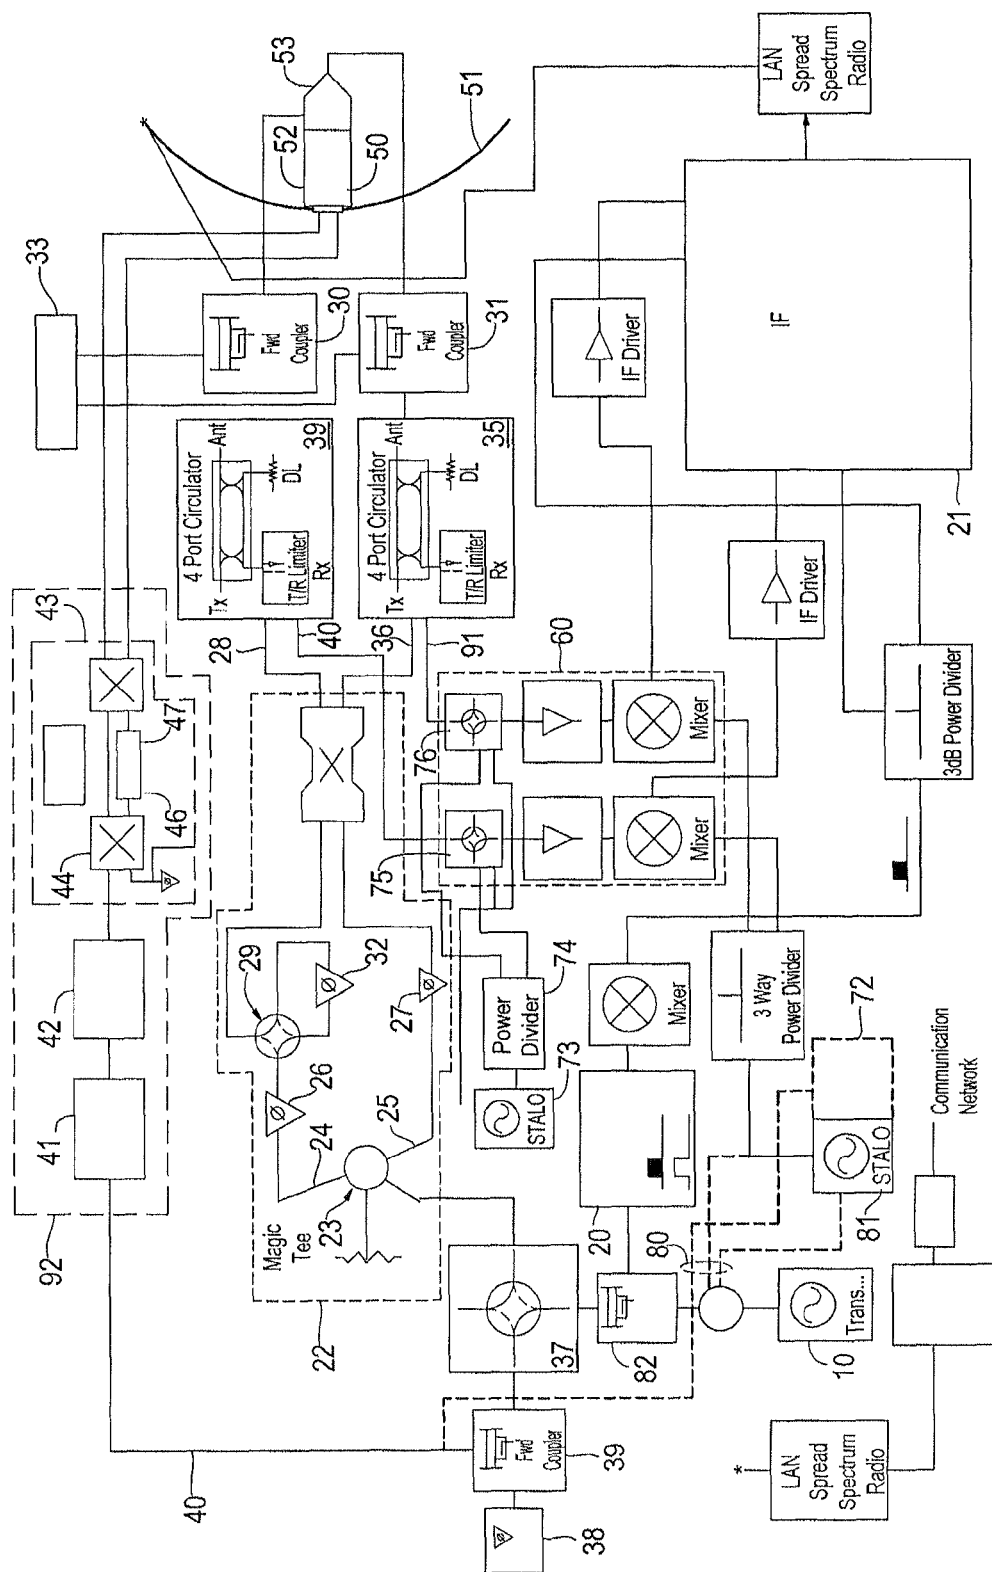 33
53
52
50
51
LAN
Spread
Spectrum
Radio
Fwd
Coupler
30
Fwd
Coupler
31
IF Driver
IF
21
4 Port Circulator
Tx
Ant
39
T/R Limiter
DL
Rx
4 Port Circulator
Tx
Ant
35
T/R Limiter
DL
Rx
28
40
36
91
60
IF Driver
3dB Power Divider
43
44
46
47
42
41
92
29
32
26
27
24
25
23
Magic
Tee
22
75
76
Mixer
Mixer
Power
Divider
74
STALO
73
Mixer
3 Way
Power Divider
72
20
80
STALO
81
Communication
Network
37
82
Trans...
10
Fwd
Coupler
39
40
38
LAN
Spread
Spectrum
Radio